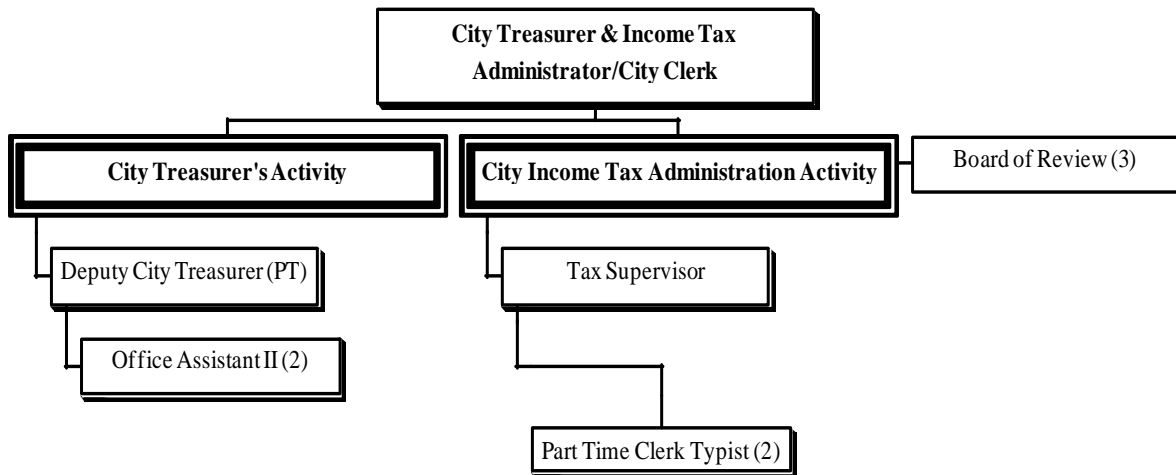 City Treasurer & Income Tax
Administrator/City Clerk
City Treasurer's Activity
City Income Tax Administration Activity
Board of Review (3)
Deputy City Treasurer (PT)
Tax Supervisor
Office Assistant II (2)
Part Time Clerk Typist (2)